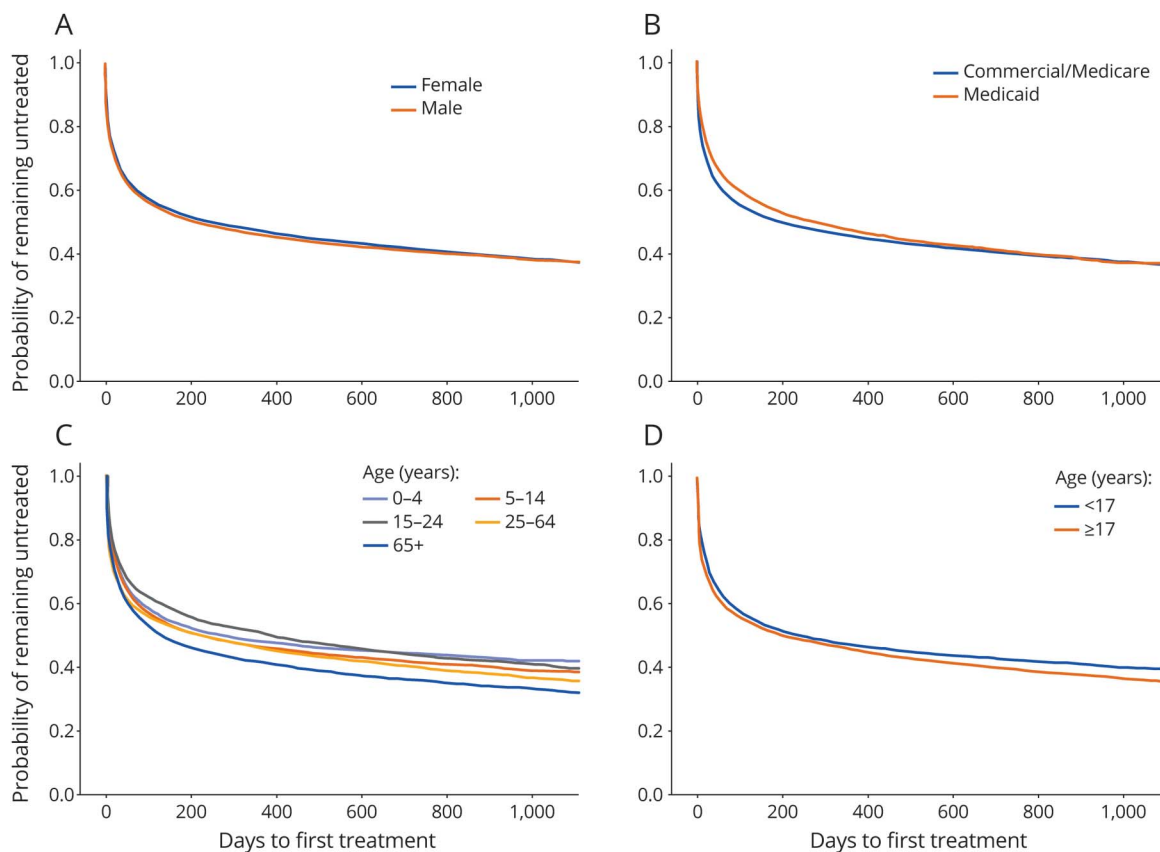 A
Probability of remaining untreated
1.0
0.8
0.6
0.4
0.2
0.0
0 200 400 600 800 1,000
Female
Male
B
1.0
0.8
0.6
0.4
0.2
0.0
0 200 400 600 800 1,000
Commercial/Medicare
Medicaid
C
Probability of remaining untreated
1.0
0.8
0.6
0.4
0.2
0.0
0 200 400 600 800 1,000
Days to first treatment
Age (years):
0–4 5–14
15–24 25–64
65+
D
1.0
0.8
0.6
0.4
0.2
0.0
0 200 400 600 800 1,000
Days to first treatment
Age (years):
<17
≥17